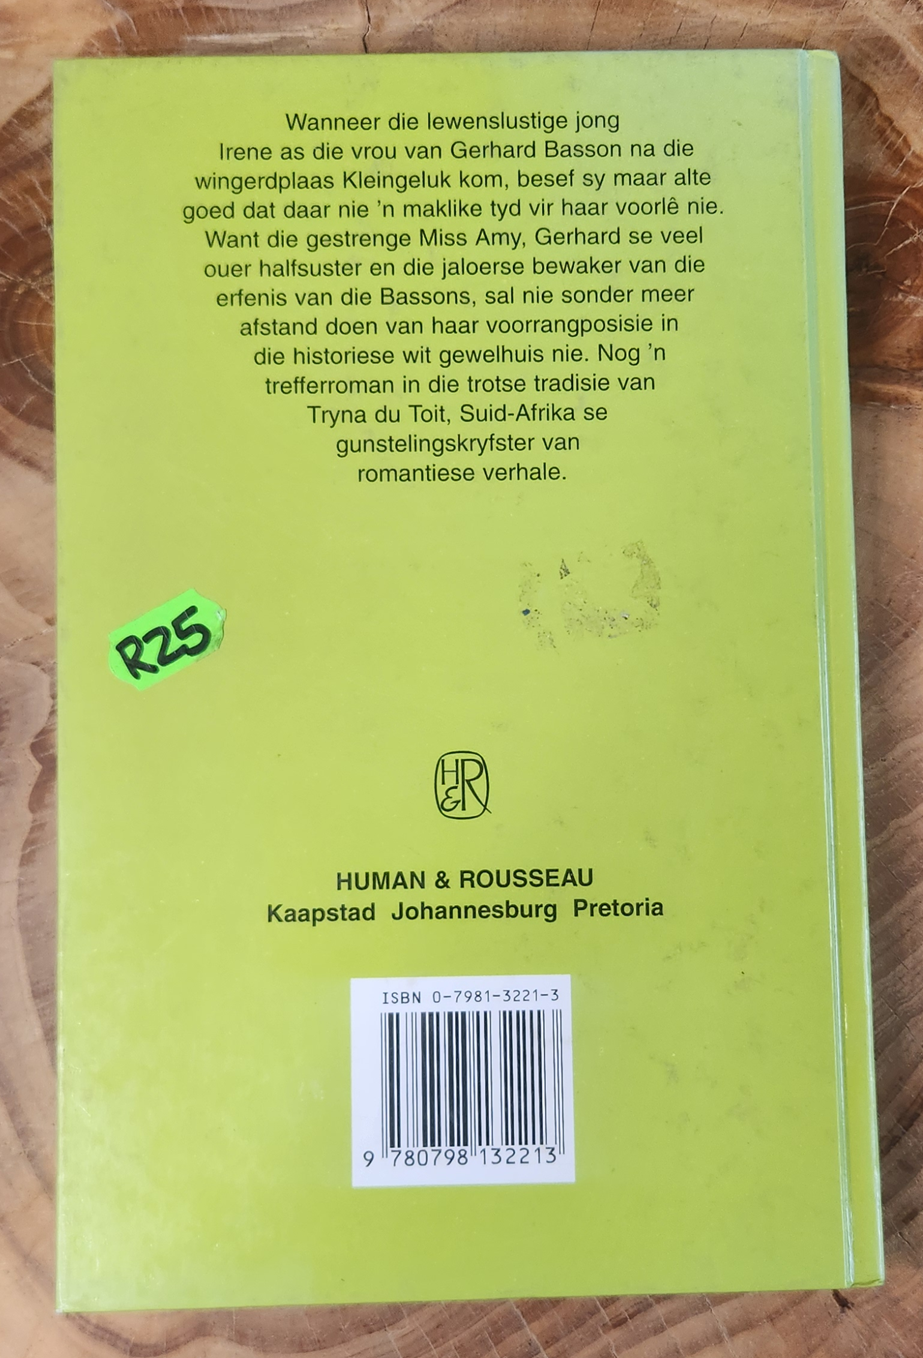 Wanneer die lewenslustige jong
Irene as die vrou van Gerhard Basson na die
wingerdplaas Kleingeluk kom, besef sy maar alte
goed dat daar nie 'n maklike tyd vir haar voorlê nie.
Want die gestrenge Miss Amy, Gerhard se veel
ouer halfsuster en die jaloerse bewaker van die
erfenis van die Bassons, sal nie sonder meer
afstand doen van haar voorrangposisie in
die historiese wit gewelhuis nie. Nog 'n
trefferroman in die trotse tradisie van
Tryna du Toit, Suid-Afrika se
gunstelingskryfster van
romantiese verhale.
R25
H&R
HUMAN & ROUSSEAU
Kaapstad Johannesburg Pretoria
ISBN 0-7981-3221-3
9 780798 132213